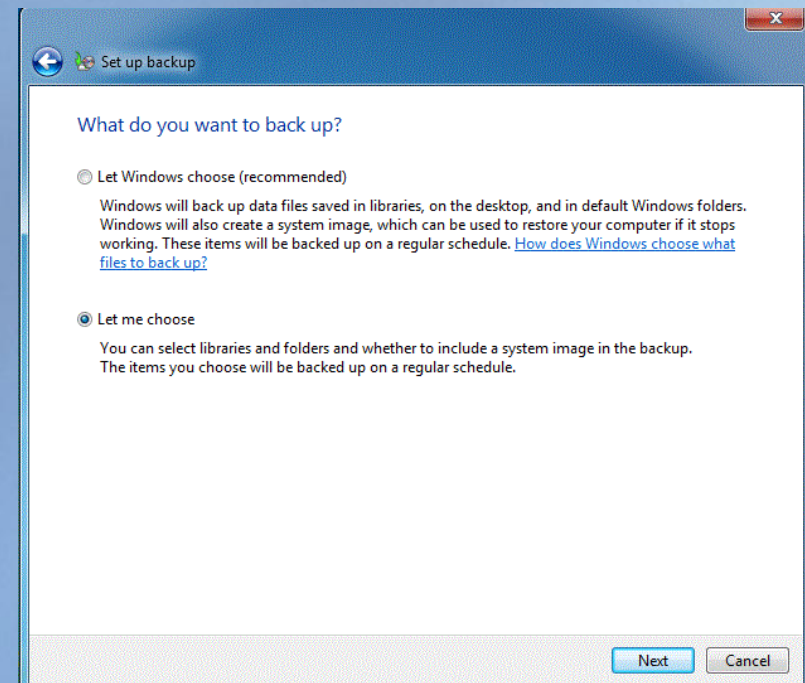 Set up backup
What do you want to back up?
Let Windows choose (recommended)
Windows will back up data files saved in libraries, on the desktop, and in default Windows folders.
Windows will also create a system image, which can be used to restore your computer if it stops
working. These items will be backed up on a regular schedule. How does Windows choose what
files to back up?
Let me choose
You can select libraries and folders and whether to include a system image in the backup.
The items you choose will be backed up on a regular schedule.
Next Cancel